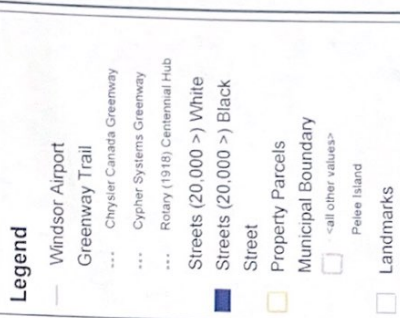 Legend
Windsor Airport
Greenway Trail
Chrysler Canada Greenway
Cypher Systems Greenway
Rotary (1918) Centennial Hub
Streets (20,000 >) White
Streets (20,000 >) Black
Street
Property Parcels
Municipal Boundary
<all other values>
Pelee Island
Landmarks